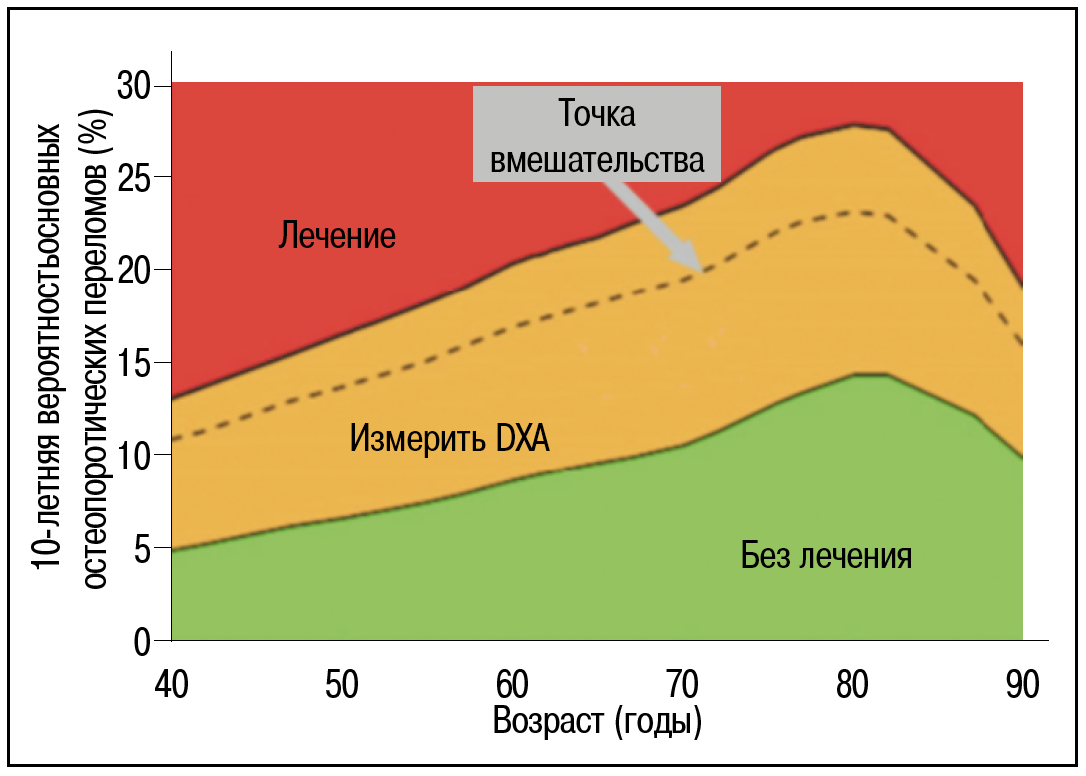 10-летняя вероятностьосновных
остеопоротических переломов (%)
30
25
20
15
10
5
0
Точка
вмешательства
Лечение
Измерить DXA
Без лечения
40 50 60 70 80 90
Возраст (годы)